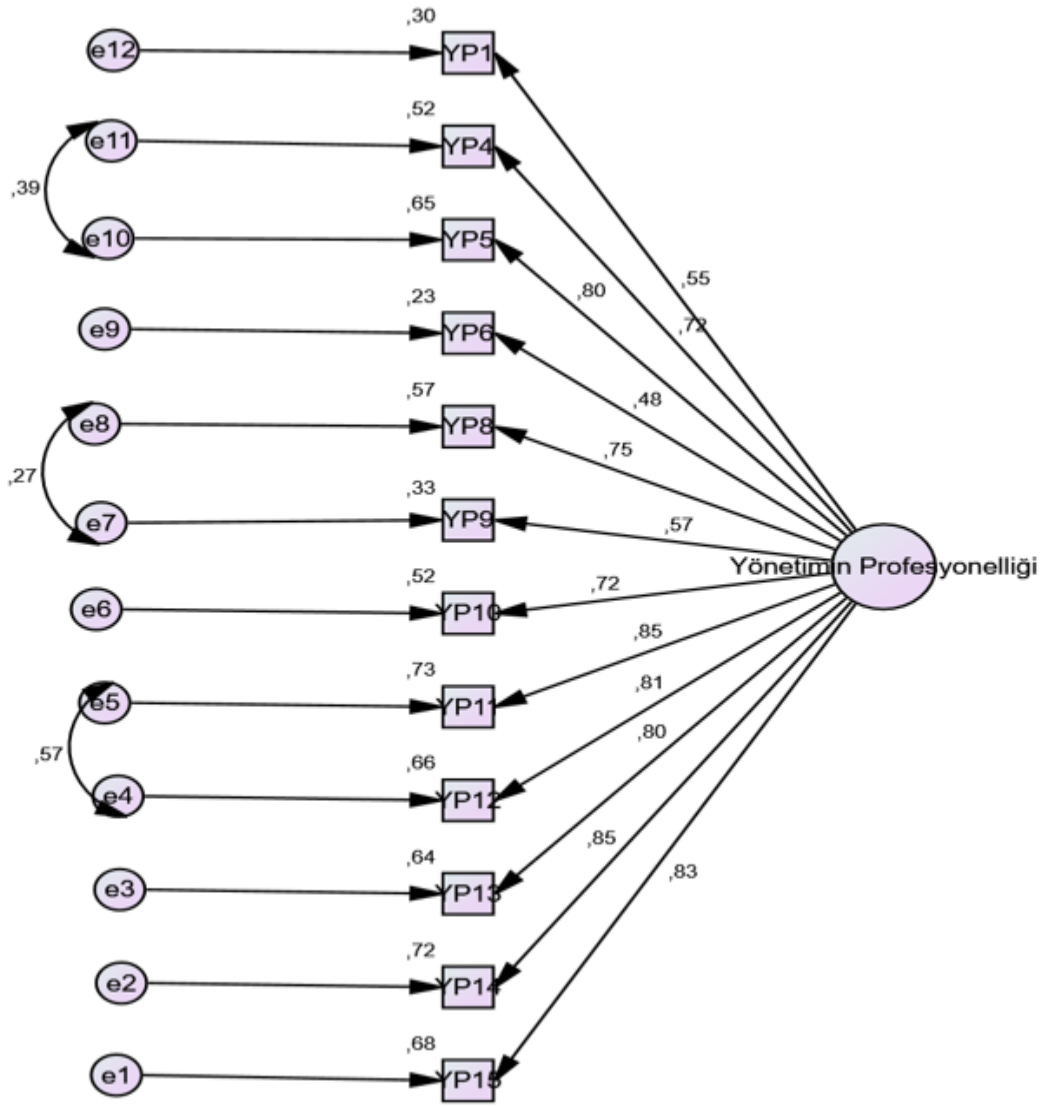 ,30
e12 YP1
,52
e11 YP4
,39
,65
e10 YP5
,55
,80
,72
,23
e9 YP6
,48
,57
e8 YP8
,75
,27
,33
e7 YP9
,57
Yönetimin Profesyonelliği
,52
,72
e6 YP10
,85
,73
,81
e5 YP11
,80
,57
,66
e4 YP12
,85
,64
,83
e3 YP13
,72
e2 YP14
,68
e1 YP15